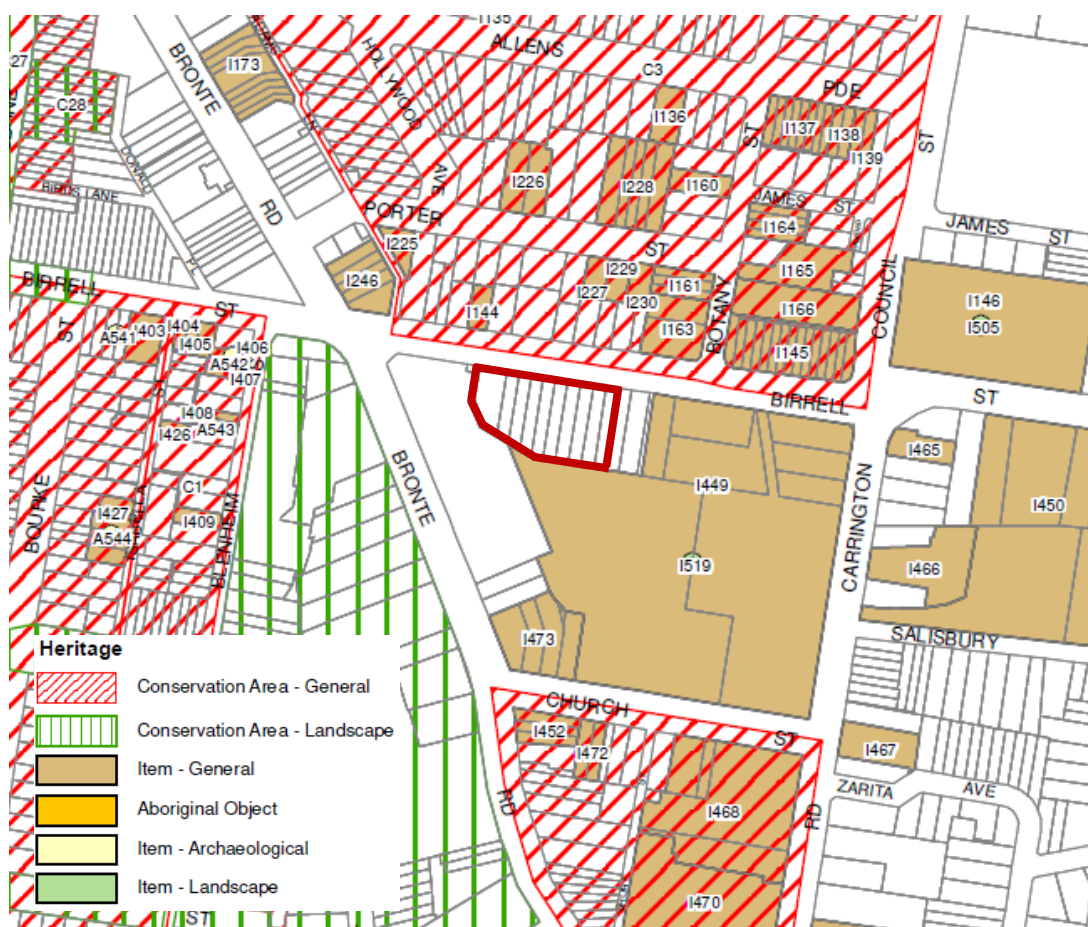 I135
ALLENS
C3
PDE
I173
BRONTE
HOLLYWOOD
27
C28
I136
I137
I138
I139
ST
ST
DONALD
BIRDS LANE
RD
AVE
I226
I228
I160
JAMES ST
I164
PORTER
I225
ST
JAMES ST
PL
I246
I229
I165
I227
I161
I230
I166
BOTANY
COUNCIL
I146
I505
BIRRELL
ST
ST
I144
I163
I145
A541
I403
I404
I405
I406
A542
I407
BIRRELL
ST
I408
I426
A543
ST
I465
BRONTE
C1
I449
I450
BOURKE
I427
A544
I409
BLENHEIM
CARRINGTON
I519
I466
I473
SALISBURY
CHURCH
ST
I452
I472
I467
ZARITA
AVE
RD
I468
RD
I470
Heritage
Conservation Area - General
Conservation Area - Landscape
Item - General
Aboriginal Object
Item - Archaeological
Item - Landscape
ST